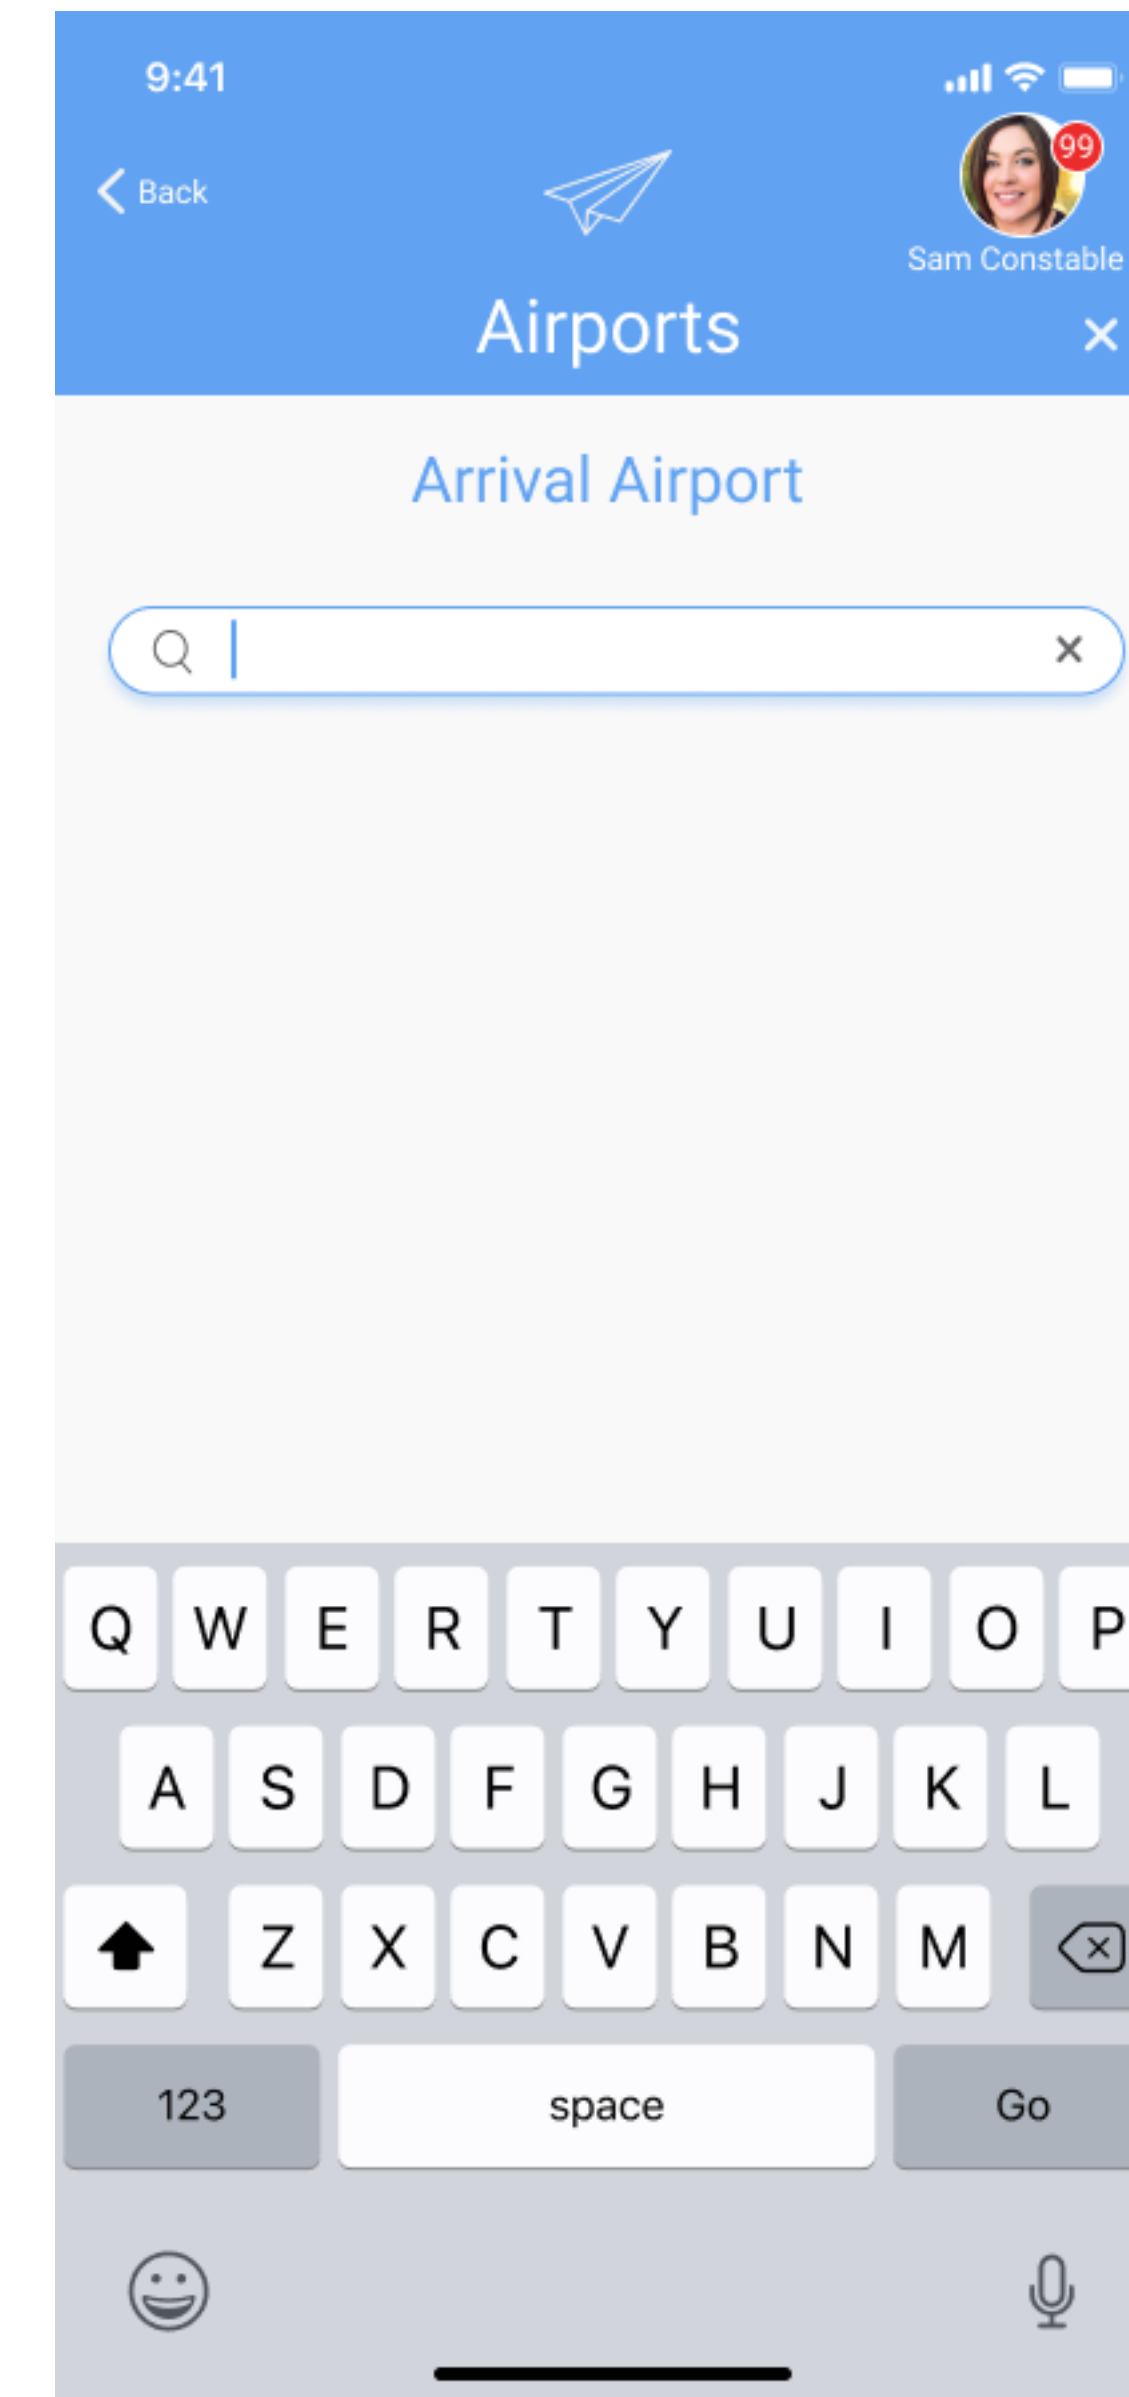 9:41
Back
99
Sam Constable
Airports
Arrival Airport
Q W E R T Y U I O P
A S D F G H J K L
Z X C V B N M
123 space Go